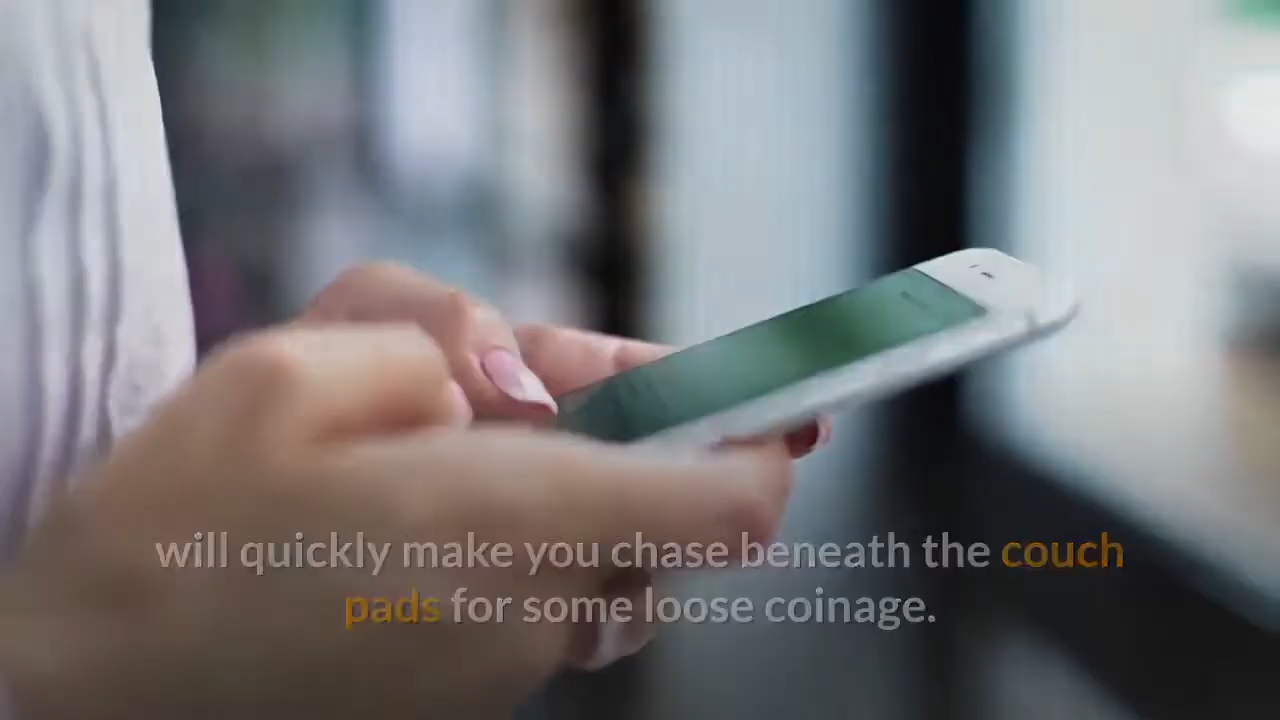 will quickly make you chase beneath the couch
pads for some loose coinage.